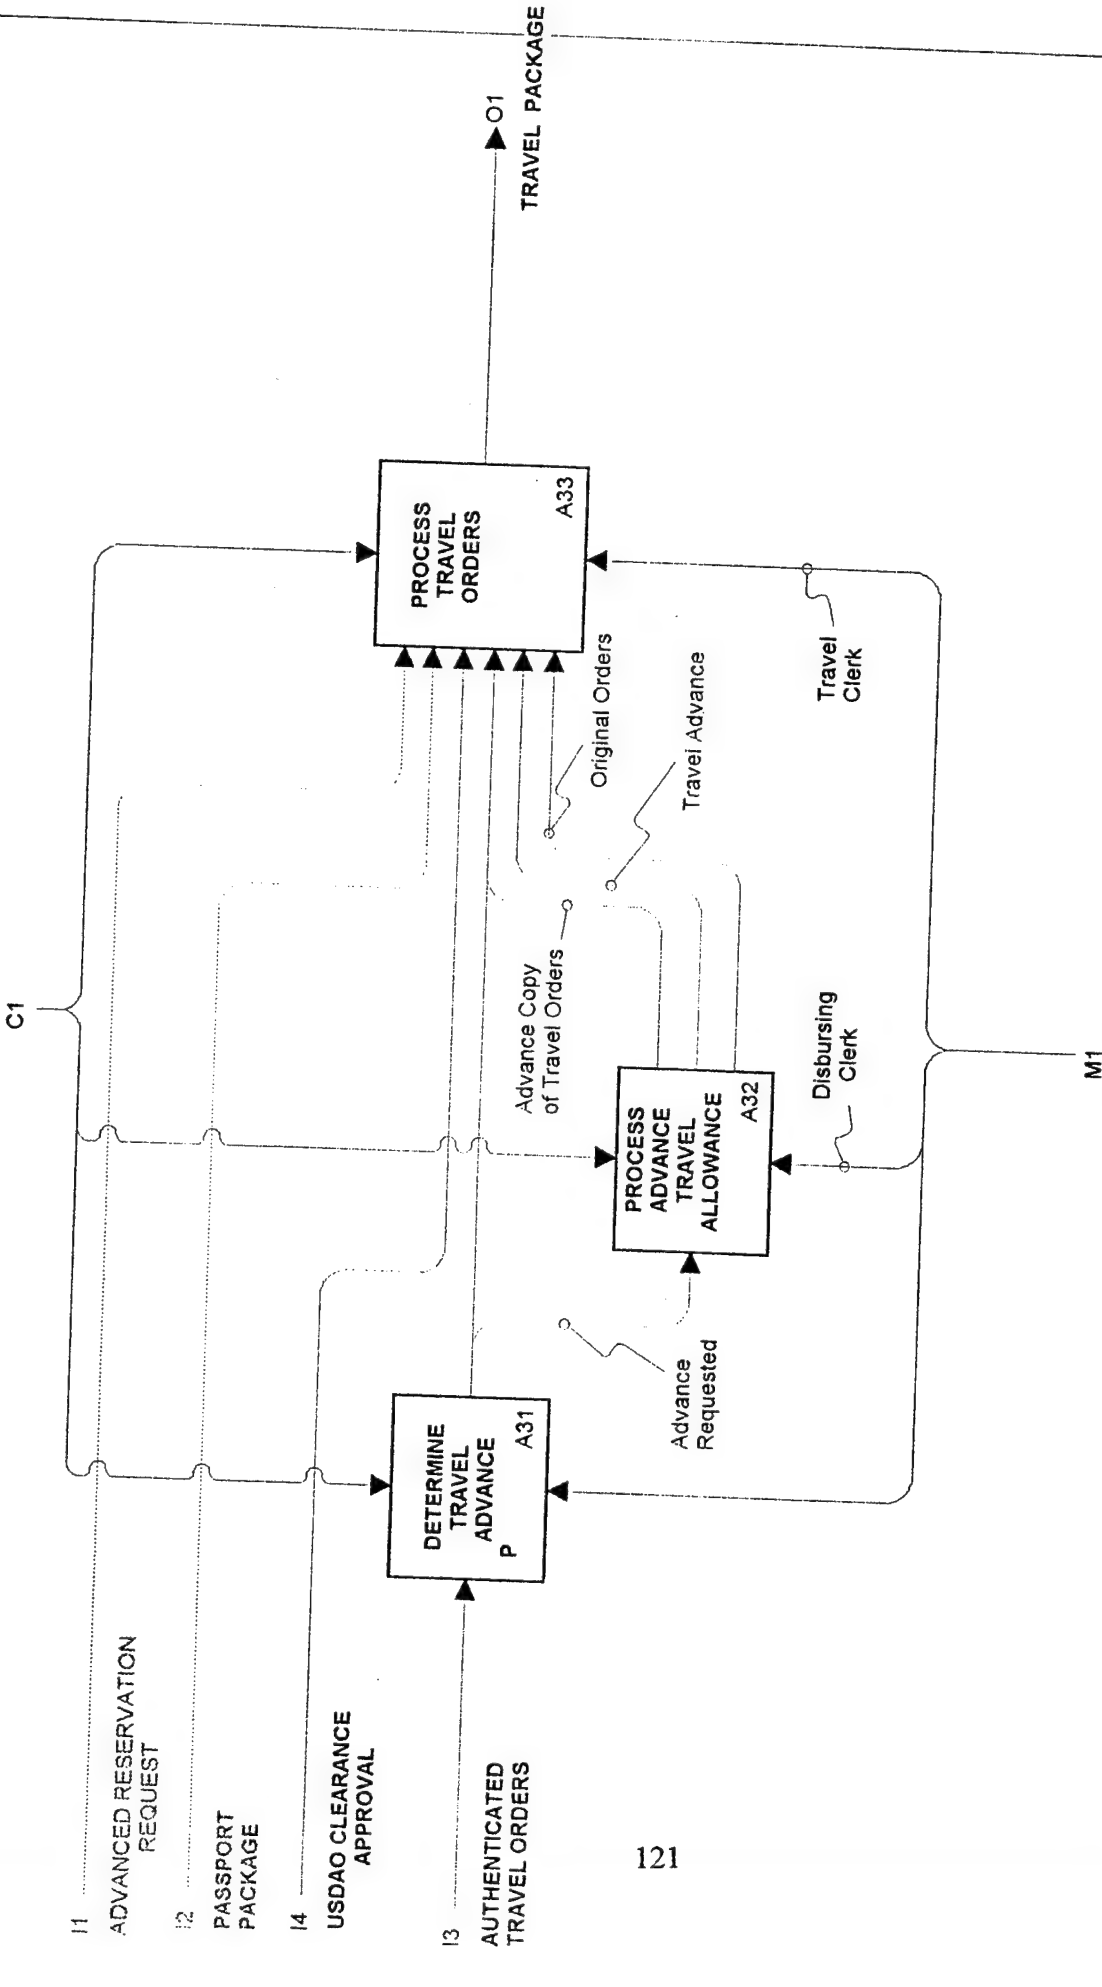 C1
I1
ADVANCED RESERVATION
REQUEST
I2
PASSPORT
PACKAGE
I4
USDAO CLEARANCE
APPROVAL
I3
AUTHENTICATED
TRAVEL ORDERS
DETERMINE
TRAVEL
ADVANCE
P
A31
Advance
Requested
PROCESS
ADVANCE
TRAVEL
ALLOWANCE
A32
Advance Copy
of Travel Orders
Original Orders
Travel Advance
PROCESS
TRAVEL
ORDERS
A33
O1
TRAVEL PACKAGE
Disbursing
Clerk
Travel
Clerk
M1
121